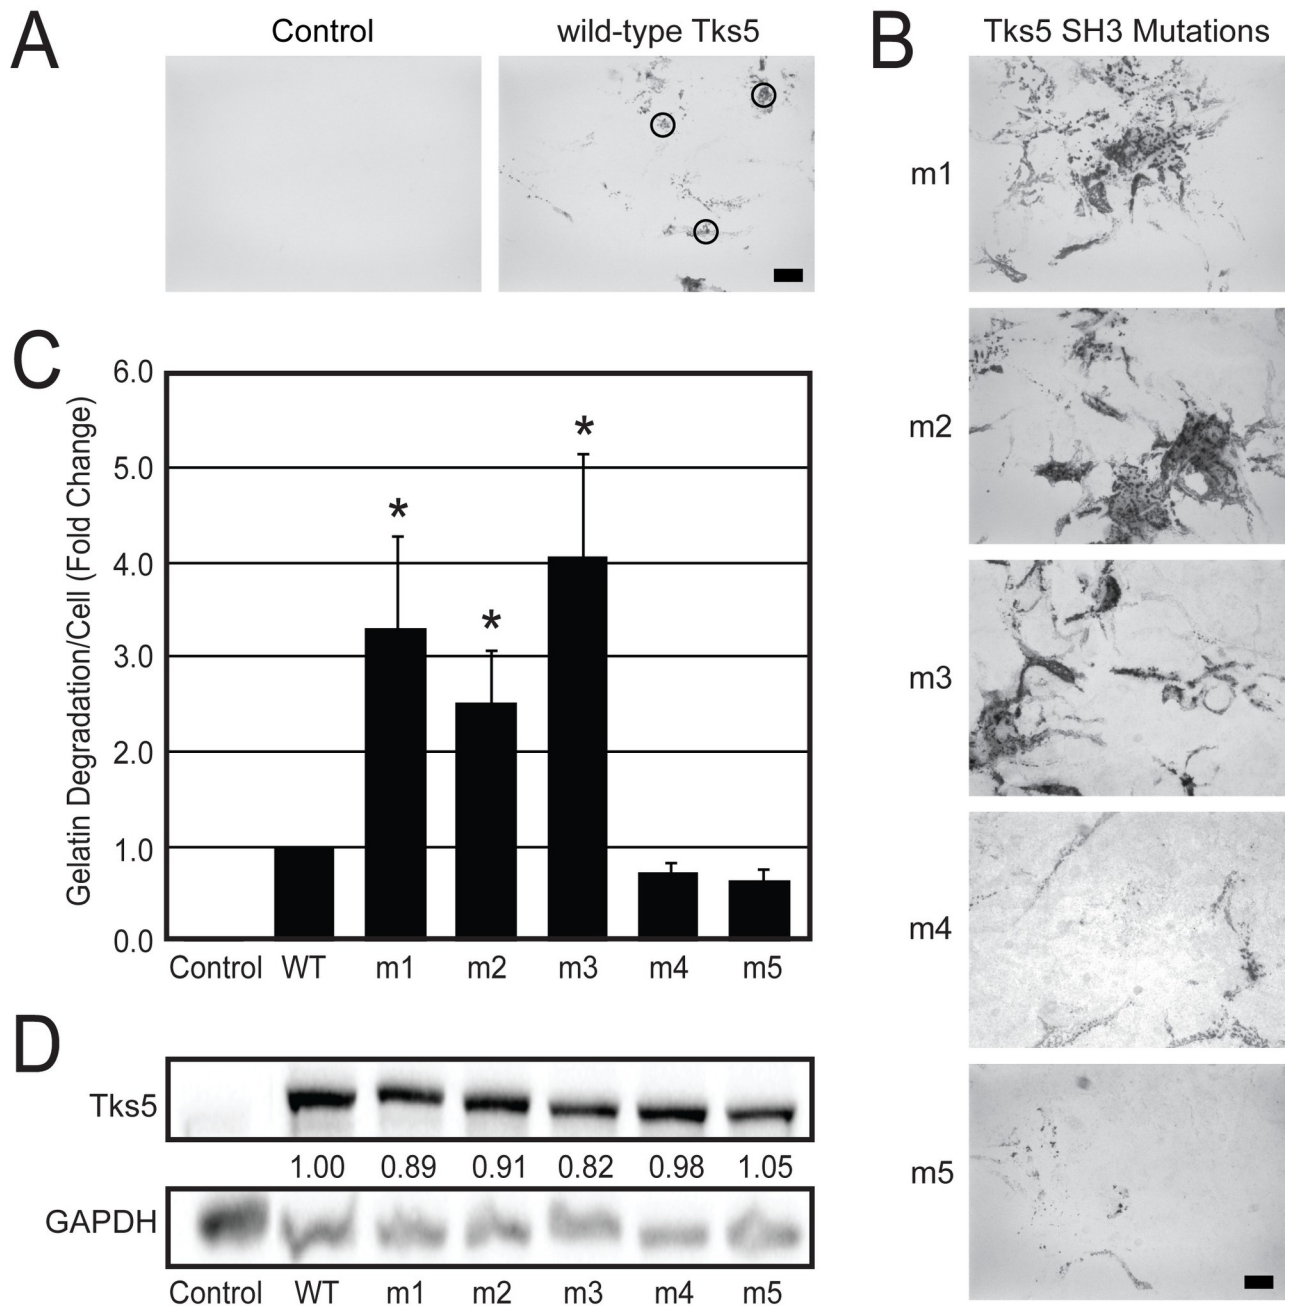 A
Control
wild-type Tks5
B
Tks5 SH3 Mutations
m1
m2
m3
m4
m5
C
Gelatin Degradation/Cell (Fold Change)
6.0
5.0
4.0
3.0
2.0
1.0
0.0
*
*
*
Control WT m1 m2 m3 m4 m5
D
Tks5
1.00 0.89 0.91 0.82 0.98 1.05
GAPDH
Control WT m1 m2 m3 m4 m5